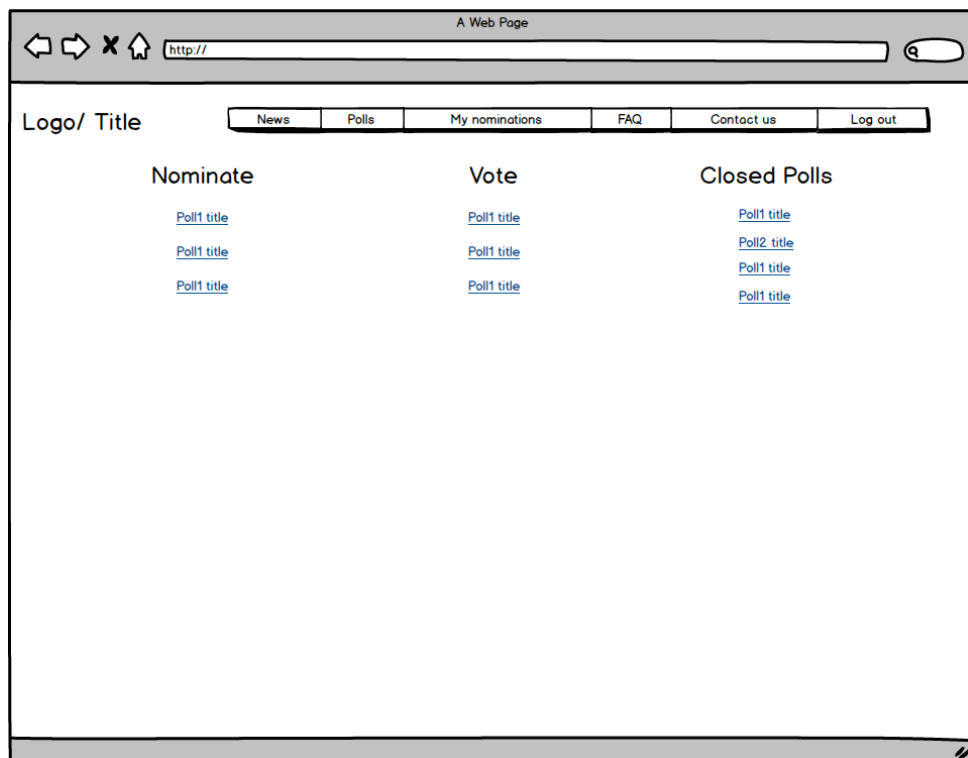 A Web Page
http://
Logo/ Title
News Polls My nominations FAQ Contact us Log out
Nominate
Poll1 title
Poll1 title
Poll1 title
Vote
Poll1 title
Poll1 title
Poll1 title
Closed Polls
Poll1 title
Poll2 title
Poll1 title
Poll1 title